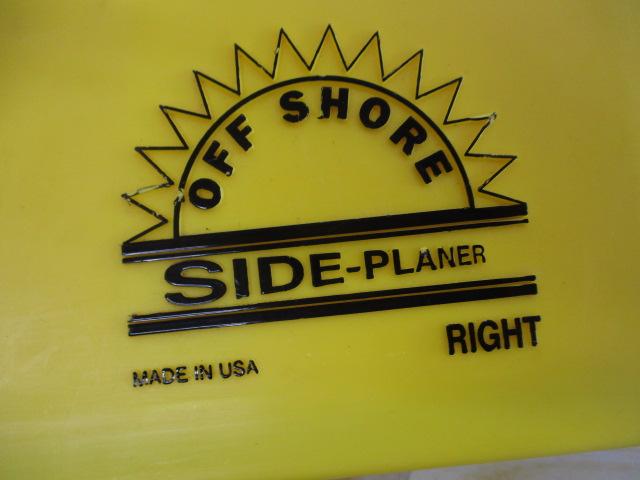 OFF SHORE
SIDE-PLANER
RIGHT
MADE IN USA